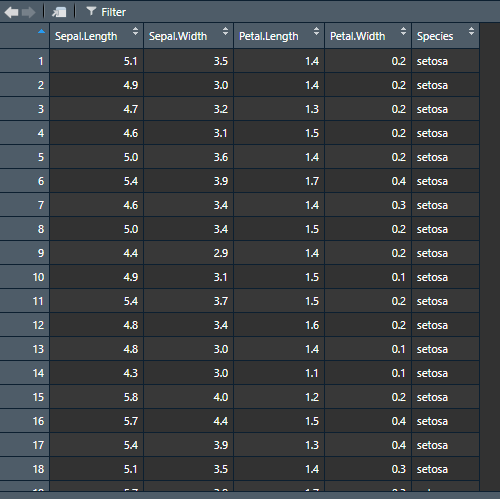 Filter
Sepal.Length Sepal.Width Petal.Length Petal.Width Species
1 5.1 3.5 1.4 0.2 setosa
2 4.9 3.0 1.4 0.2 setosa
3 4.7 3.2 1.3 0.2 setosa
4 4.6 3.1 1.5 0.2 setosa
5 5.0 3.6 1.4 0.2 setosa
6 5.4 3.9 1.7 0.4 setosa
7 4.6 3.4 1.4 0.3 setosa
8 5.0 3.4 1.5 0.2 setosa
9 4.4 2.9 1.4 0.2 setosa
10 4.9 3.1 1.5 0.1 setosa
11 5.4 3.7 1.5 0.2 setosa
12 4.8 3.4 1.6 0.2 setosa
13 4.8 3.0 1.4 0.1 setosa
14 4.3 3.0 1.1 0.1 setosa
15 5.8 4.0 1.2 0.2 setosa
16 5.7 4.4 1.5 0.4 setosa
17 5.4 3.9 1.3 0.4 setosa
18 5.1 3.5 1.4 0.3 setosa